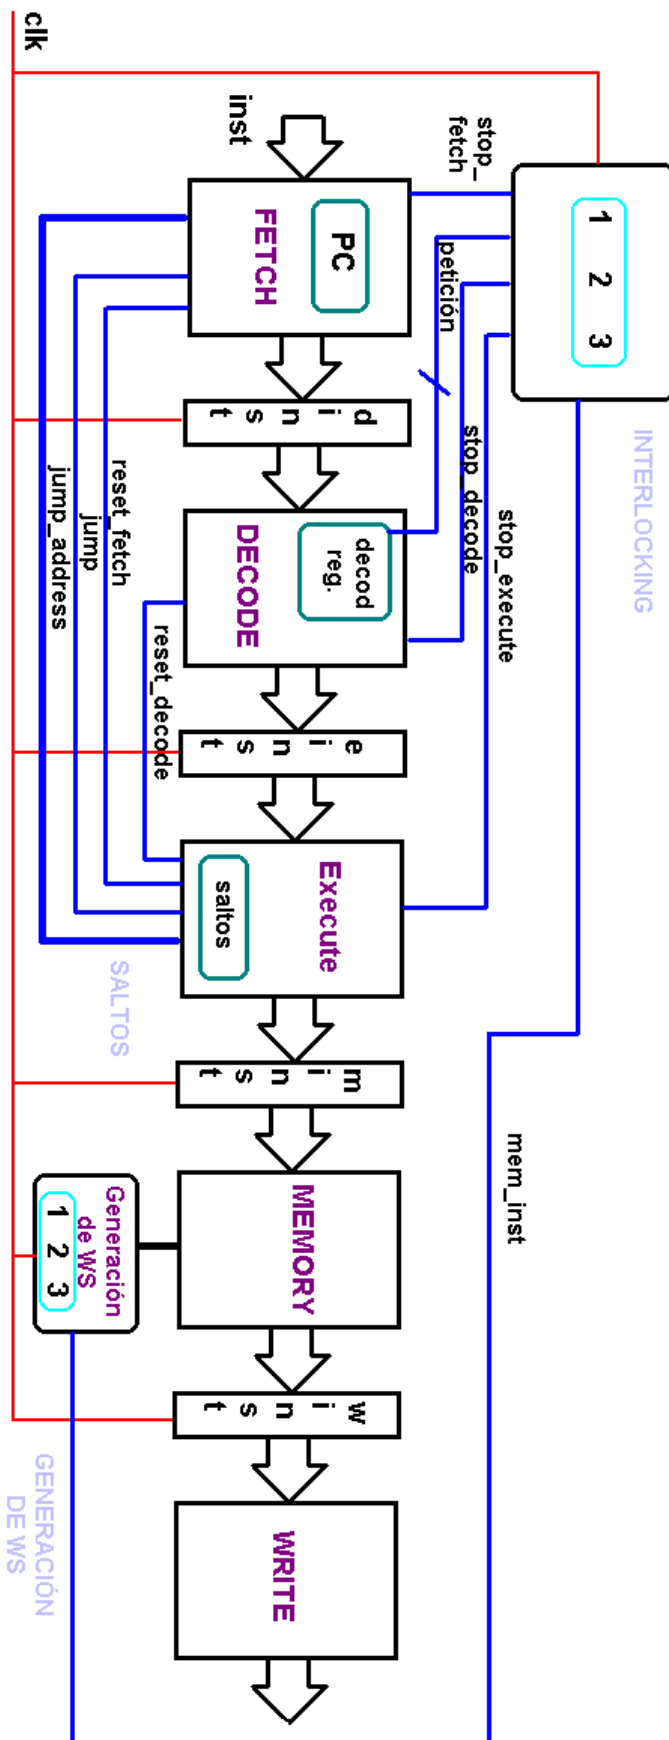 clk
inst
stop_
fetch
1 2 3
INTERLOCKING
petición
FETCH
PC
d
i
n
s
t
stop_decode
stop_execute
jump_address
jump
reset_fetch
DECODE
decod
reg.
reset_decode
e
i
n
s
t
Execute
saltos
SALTOS
m
i
n
s
t
mem_inst
MEMORY
Generación
de WS
1 2 3
w
i
n
s
t
GENERACIÓN
DE WS
WRITE